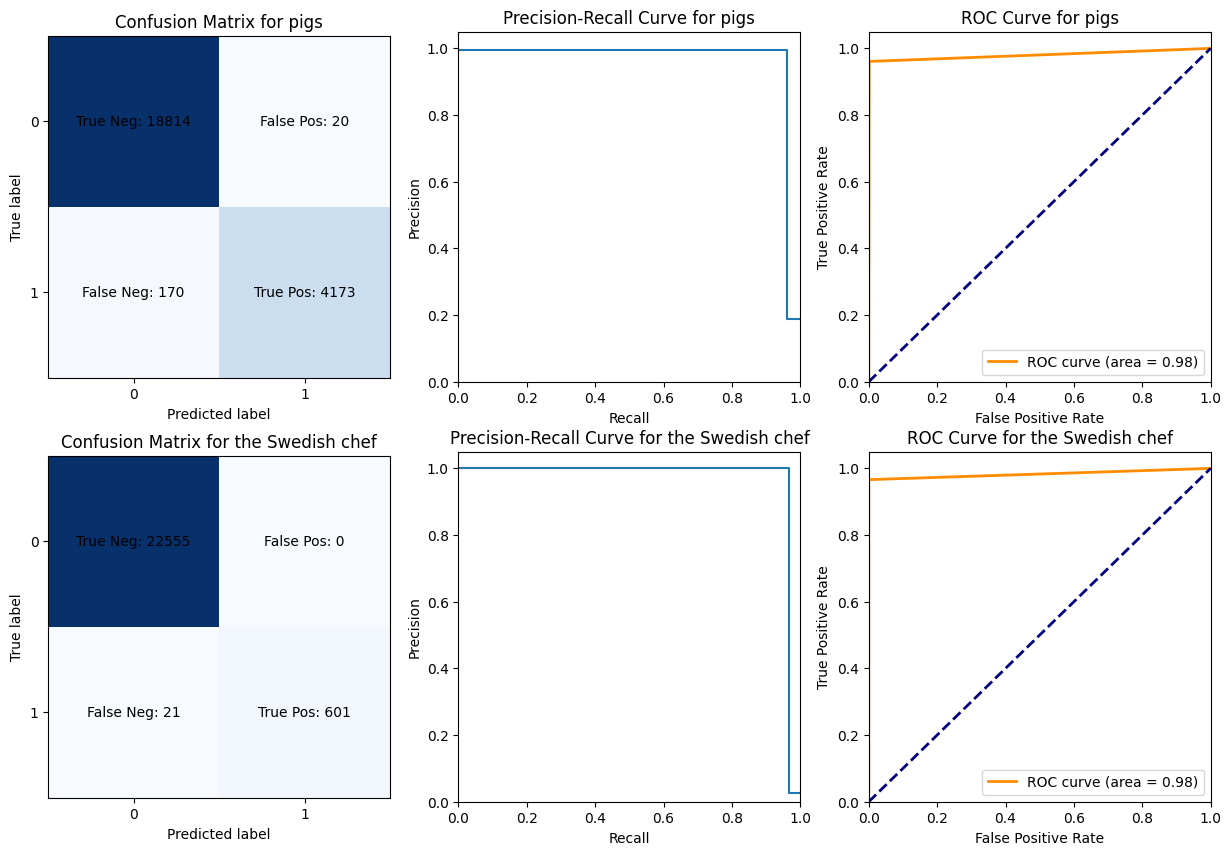 Confusion Matrix for pigs
0
1
True label
True Neg: 18814
False Pos: 20
False Neg: 170
True Pos: 4173
0
1
Predicted label
Precision-Recall Curve for pigs
1.0
0.8
0.6
0.4
0.2
0.0
Precision
0.0
0.2
0.4
0.6
0.8
1.0
Recall
ROC Curve for pigs
1.0
0.8
0.6
0.4
0.2
0.0
True Positive Rate
ROC curve (area = 0.98)
0.0
0.2
0.4
0.6
0.8
1.0
False Positive Rate
Confusion Matrix for the Swedish chef
0
1
True label
True Neg: 22555
False Pos: 0
False Neg: 21
True Pos: 601
0
1
Predicted label
Precision-Recall Curve for the Swedish chef
1.0
0.8
0.6
0.4
0.2
0.0
Precision
0.0
0.2
0.4
0.6
0.8
1.0
Recall
ROC Curve for the Swedish chef
1.0
0.8
0.6
0.4
0.2
0.0
True Positive Rate
ROC curve (area = 0.98)
0.0
0.2
0.4
0.6
0.8
1.0
False Positive Rate